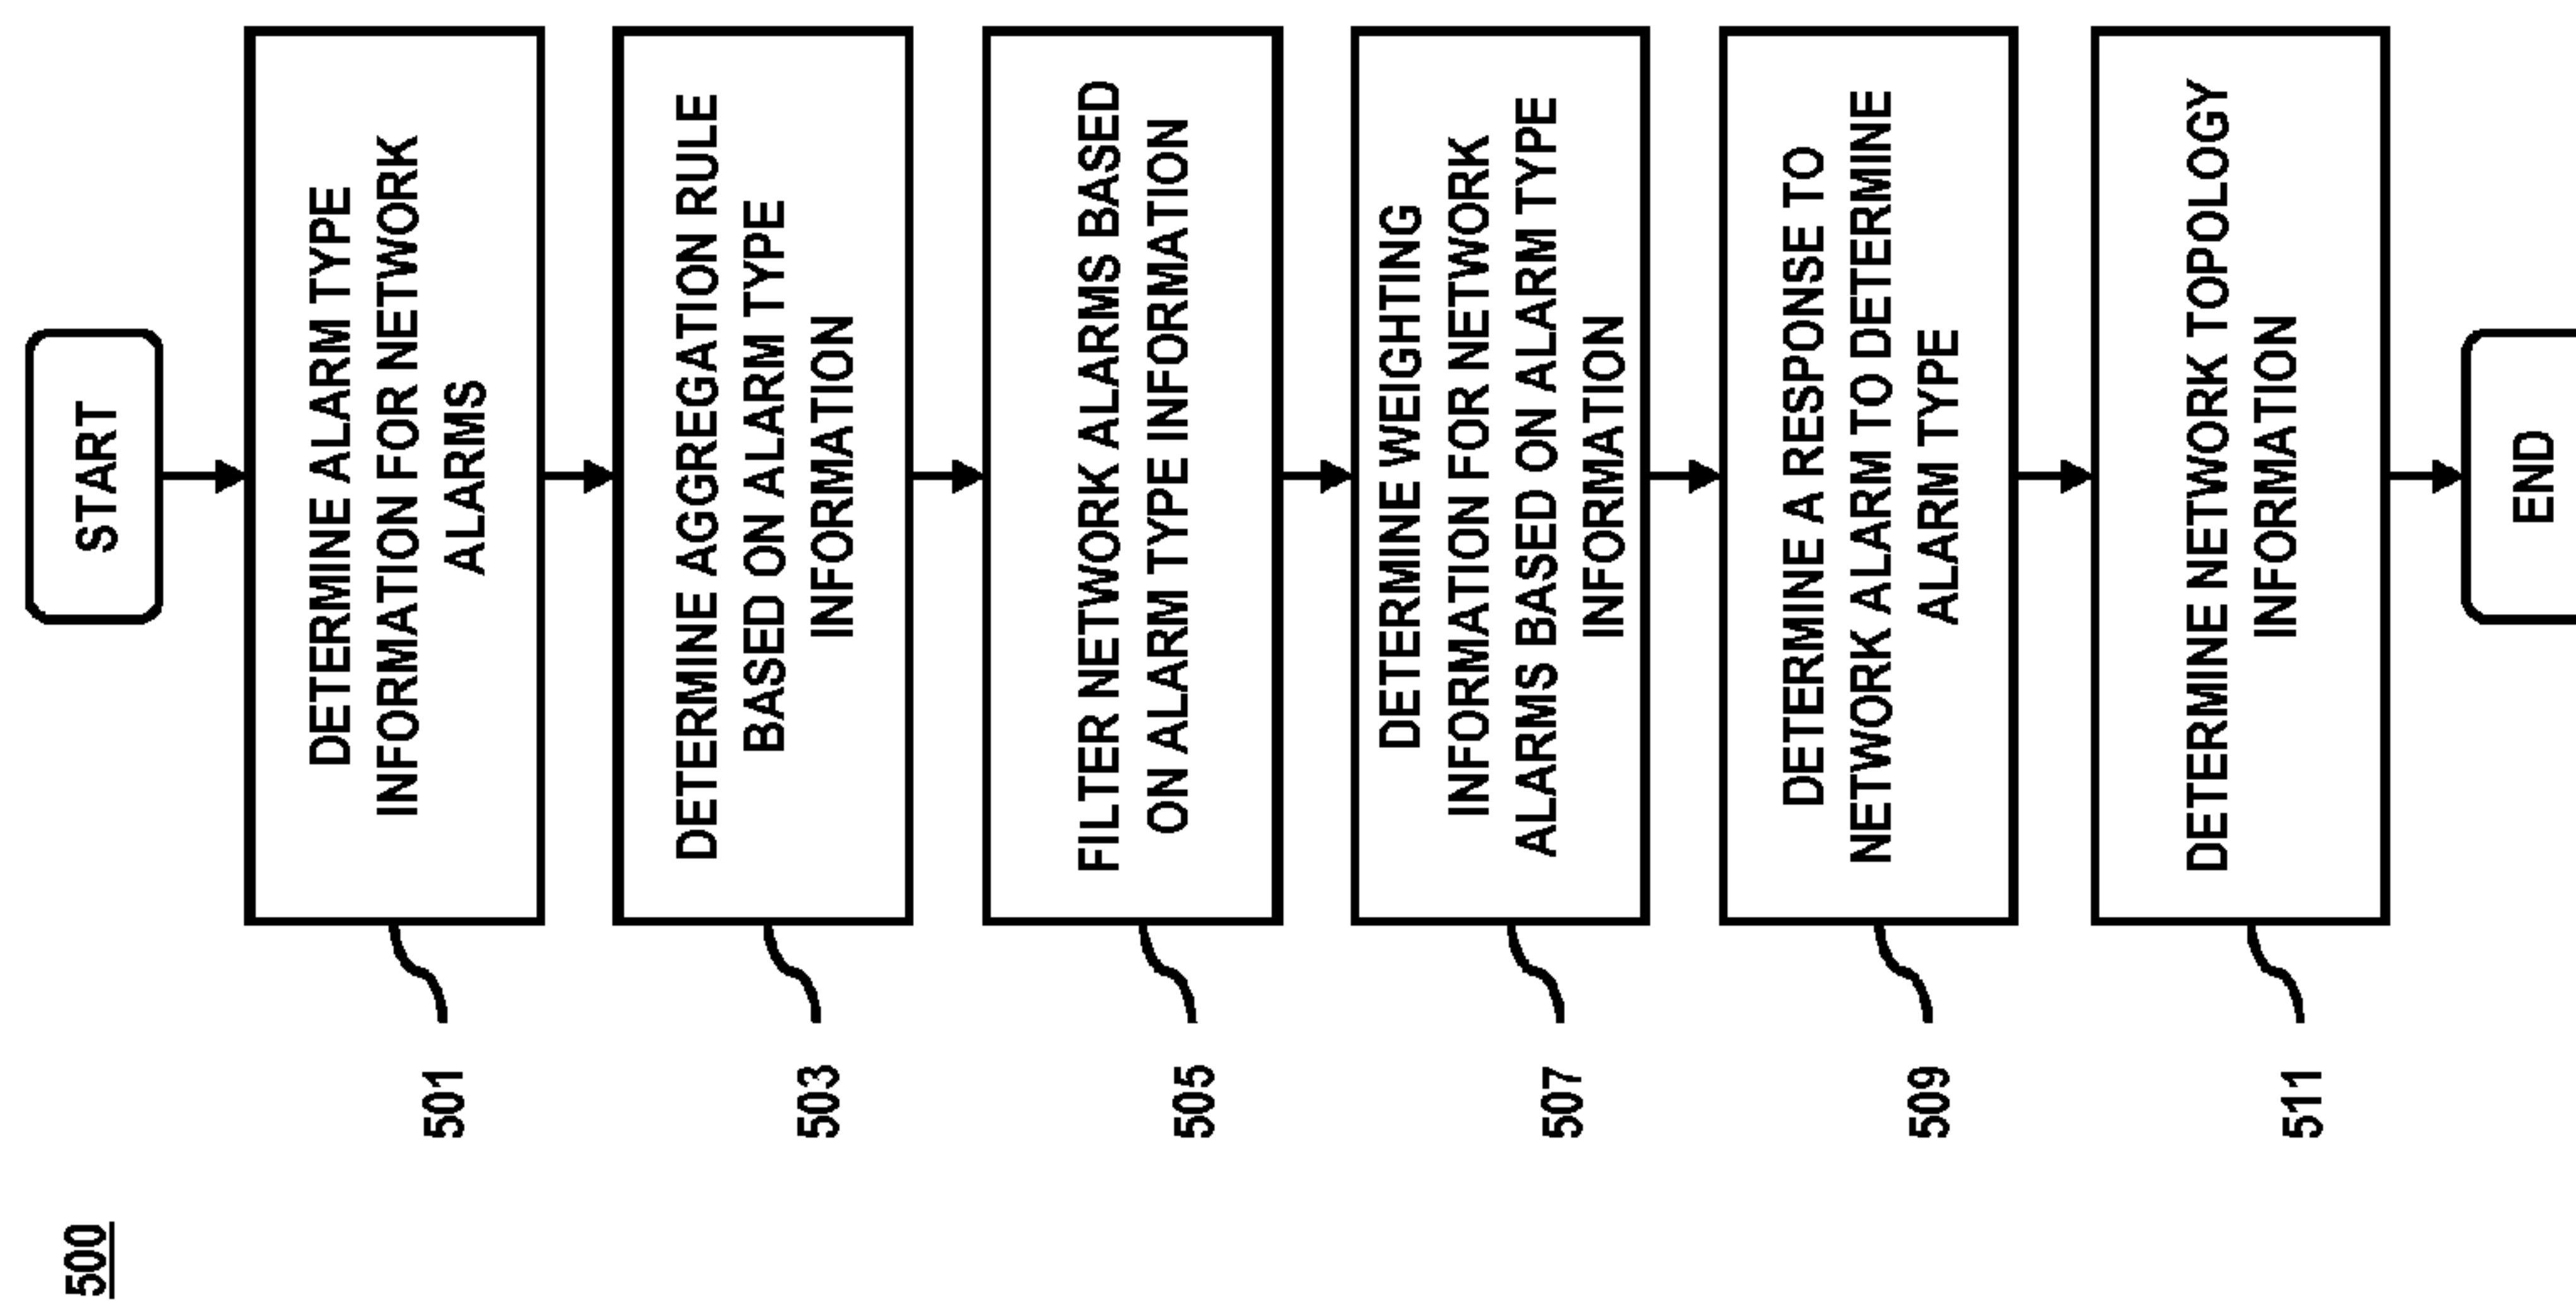 500
START
501
DETERMINE ALARM TYPE
INFORMATION FOR NETWORK
ALARMS
503
DETERMINE AGGREGATION RULE
BASED ON ALARM TYPE
INFORMATION
505
FILTER NETWORK ALARMS BASED
ON ALARM TYPE INFORMATION
507
DETERMINE WEIGHTING
INFORMATION FOR NETWORK
ALARMS BASED ON ALARM TYPE
INFORMATION
509
DETERMINE A RESPONSE TO
NETWORK ALARM TO DETERMINE
ALARM TYPE
511
DETERMINE NETWORK TOPOLOGY
INFORMATION
END